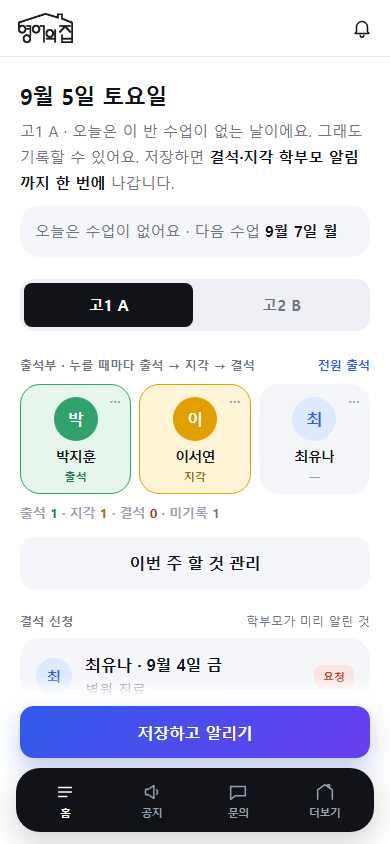 영어의집
9월 5일 토요일
고1 A · 오늘은 이 반 수업이 없는 날이에요. 그래도
기록할 수 있어요. 저장하면 결석·지각 학부모 알림
까지 한 번에 나갑니다.
오늘은 수업이 없어요 · 다음 수업 9월 7일 월
고1 A 고2 B
출석부 · 누를 때마다 출석 → 지각 → 결석 전원 출석
박 이 최
박지훈 이서연 최유나
출석 지각 —
출석 1 · 지각 1 · 결석 0 · 미기록 1
이번 주 할 것 관리
결석 신청 학부모가 미리 알린 것
최 최유나 · 9월 4일 금 요청
병원 진료
저장하고 알리기
홈 공지 문의 더보기